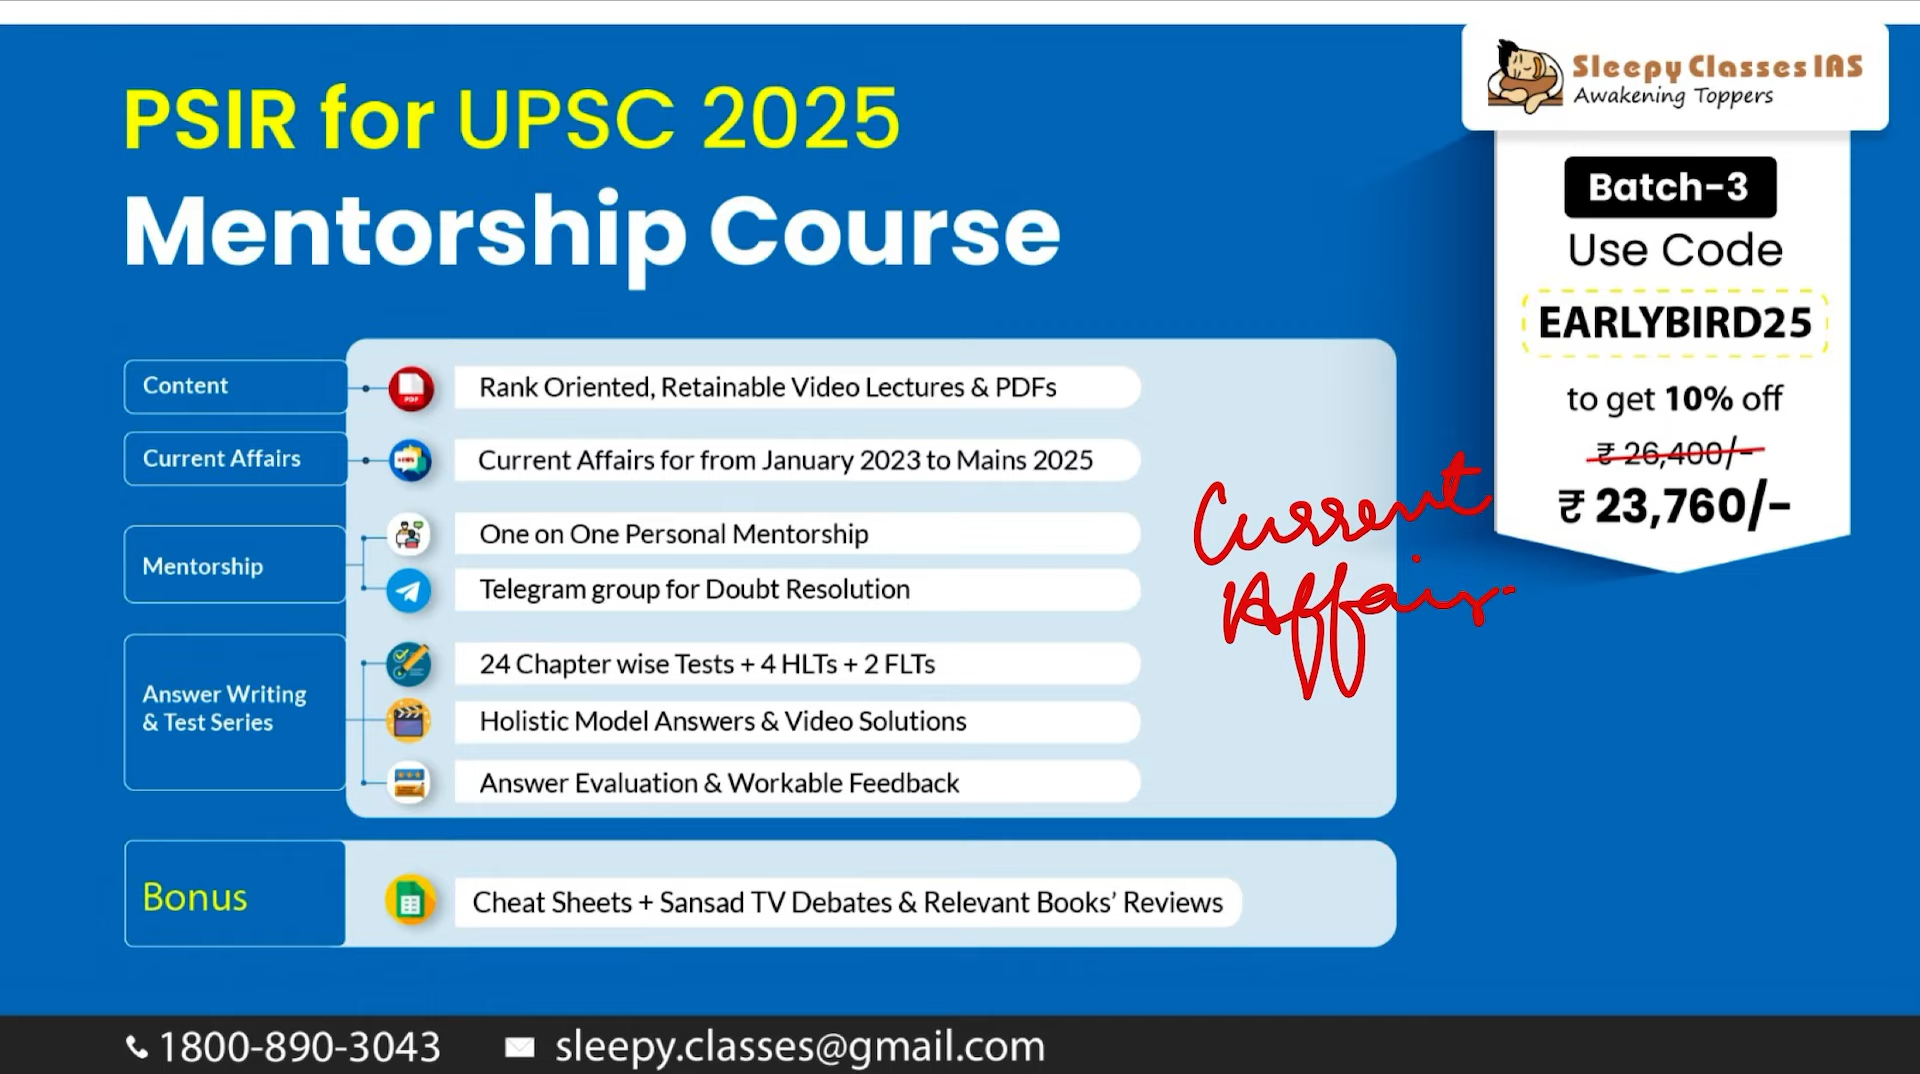 PSIR for UPSC 2025
Mentorship Course
Sleepy Classes IAS
Awakening Toppers
Batch-3
Use Code
EARLYBIRD25
to get 10% off
₹ 26,400/-
₹ 23,760/-
Content
Rank Oriented, Retainable Video Lectures & PDFs
Current Affairs
Current Affairs for from January 2023 to Mains 2025
Mentorship
One on One Personal Mentorship
Telegram group for Doubt Resolution
Answer Writing
& Test Series
24 Chapter wise Tests + 4 HLTs + 2 FLTs
Holistic Model Answers & Video Solutions
Answer Evaluation & Workable Feedback
Current
Affairs
Bonus
Cheat Sheets + Sansad TV Debates & Relevant Books’ Reviews
1800-890-3043
sleepy.classes@gmail.com